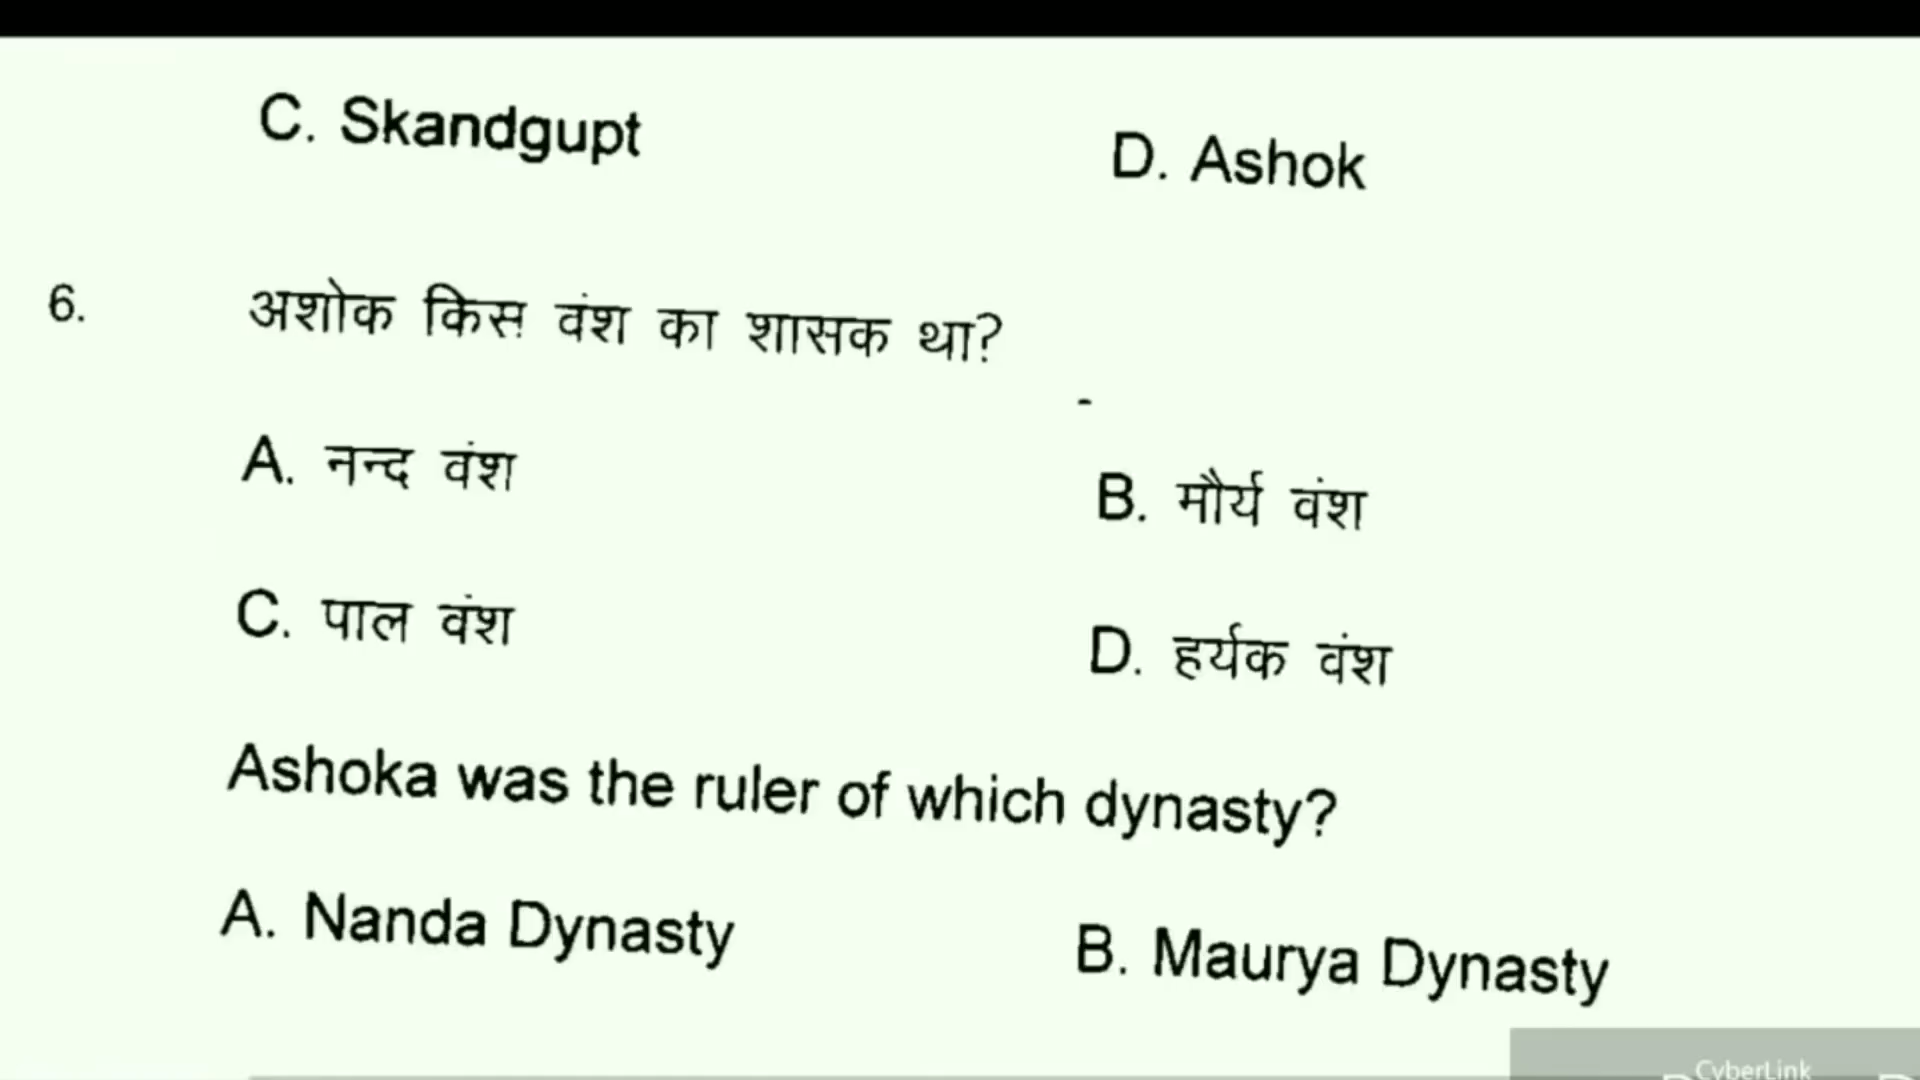 C. Skandgupt D. Ashok
6. अशोक किस वंश का शासक था?
A. नन्द वंश B. मौर्य वंश
C. पाल वंश D. हर्यक वंश
Ashoka was the ruler of which dynasty?
A. Nanda Dynasty B. Maurya Dynasty
CyberLink